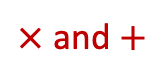 × and +